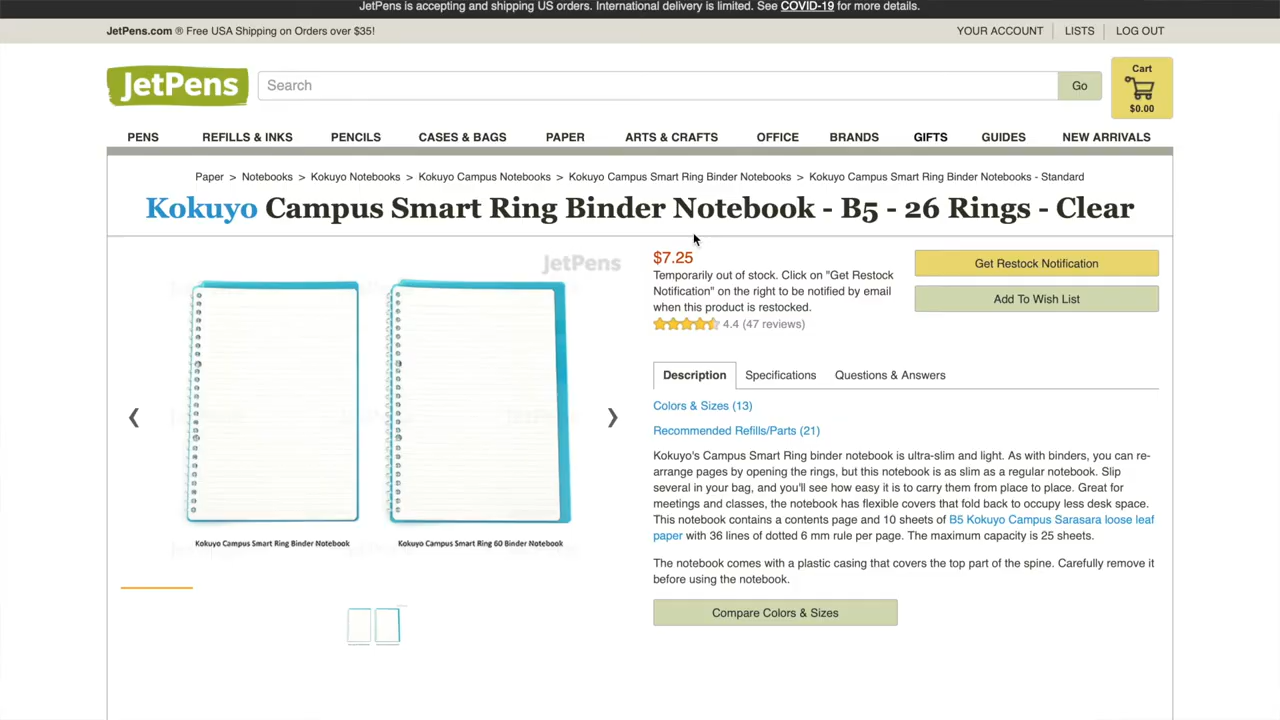 JetPens is accepting and shipping US orders. International delivery is limited. See COVID-19 for more details.
JetPens.com ® Free USA Shipping on Orders over $35!
YOUR ACCOUNT
LISTS
LOG OUT
JetPens
Search
Go
Cart
$0.00
PENS
REFILLS & INKS
PENCILS
CASES & BAGS
PAPER
ARTS & CRAFTS
OFFICE
BRANDS
GIFTS
GUIDES
NEW ARRIVALS
Paper > Notebooks > Kokuyo Notebooks > Kokuyo Campus Notebooks > Kokuyo Campus Smart Ring Binder Notebooks > Kokuyo Campus Smart Ring Binder Notebooks - Standard
Kokuyo Campus Smart Ring Binder Notebook - B5 - 26 Rings - Clear
JetPens
Kokuyo Campus Smart Ring Binder Notebook
Kokuyo Campus Smart Ring 60 Binder Notebook
$7.25
Temporarily out of stock. Click on "Get Restock
Notification" on the right to be notified by email
when this product is restocked.
4.4 (47 reviews)
Get Restock Notification
Add To Wish List
Description
Specifications
Questions & Answers
Colors & Sizes (13)
Recommended Refills/Parts (21)
Kokuyo's Campus Smart Ring binder notebook is ultra-slim and light. As with binders, you can re-
arrange pages by opening the rings, but this notebook is as slim as a regular notebook. Slip
several in your bag, and you'll see how easy it is to carry them from place to place. Great for
meetings and classes, the notebook has flexible covers that fold back to occupy less desk space.
This notebook contains a contents page and 10 sheets of B5 Kokuyo Campus Sarasara loose leaf
paper with 36 lines of dotted 6 mm rule per page. The maximum capacity is 25 sheets.
The notebook comes with a plastic casing that covers the top part of the spine. Carefully remove it
before using the notebook.
Compare Colors & Sizes